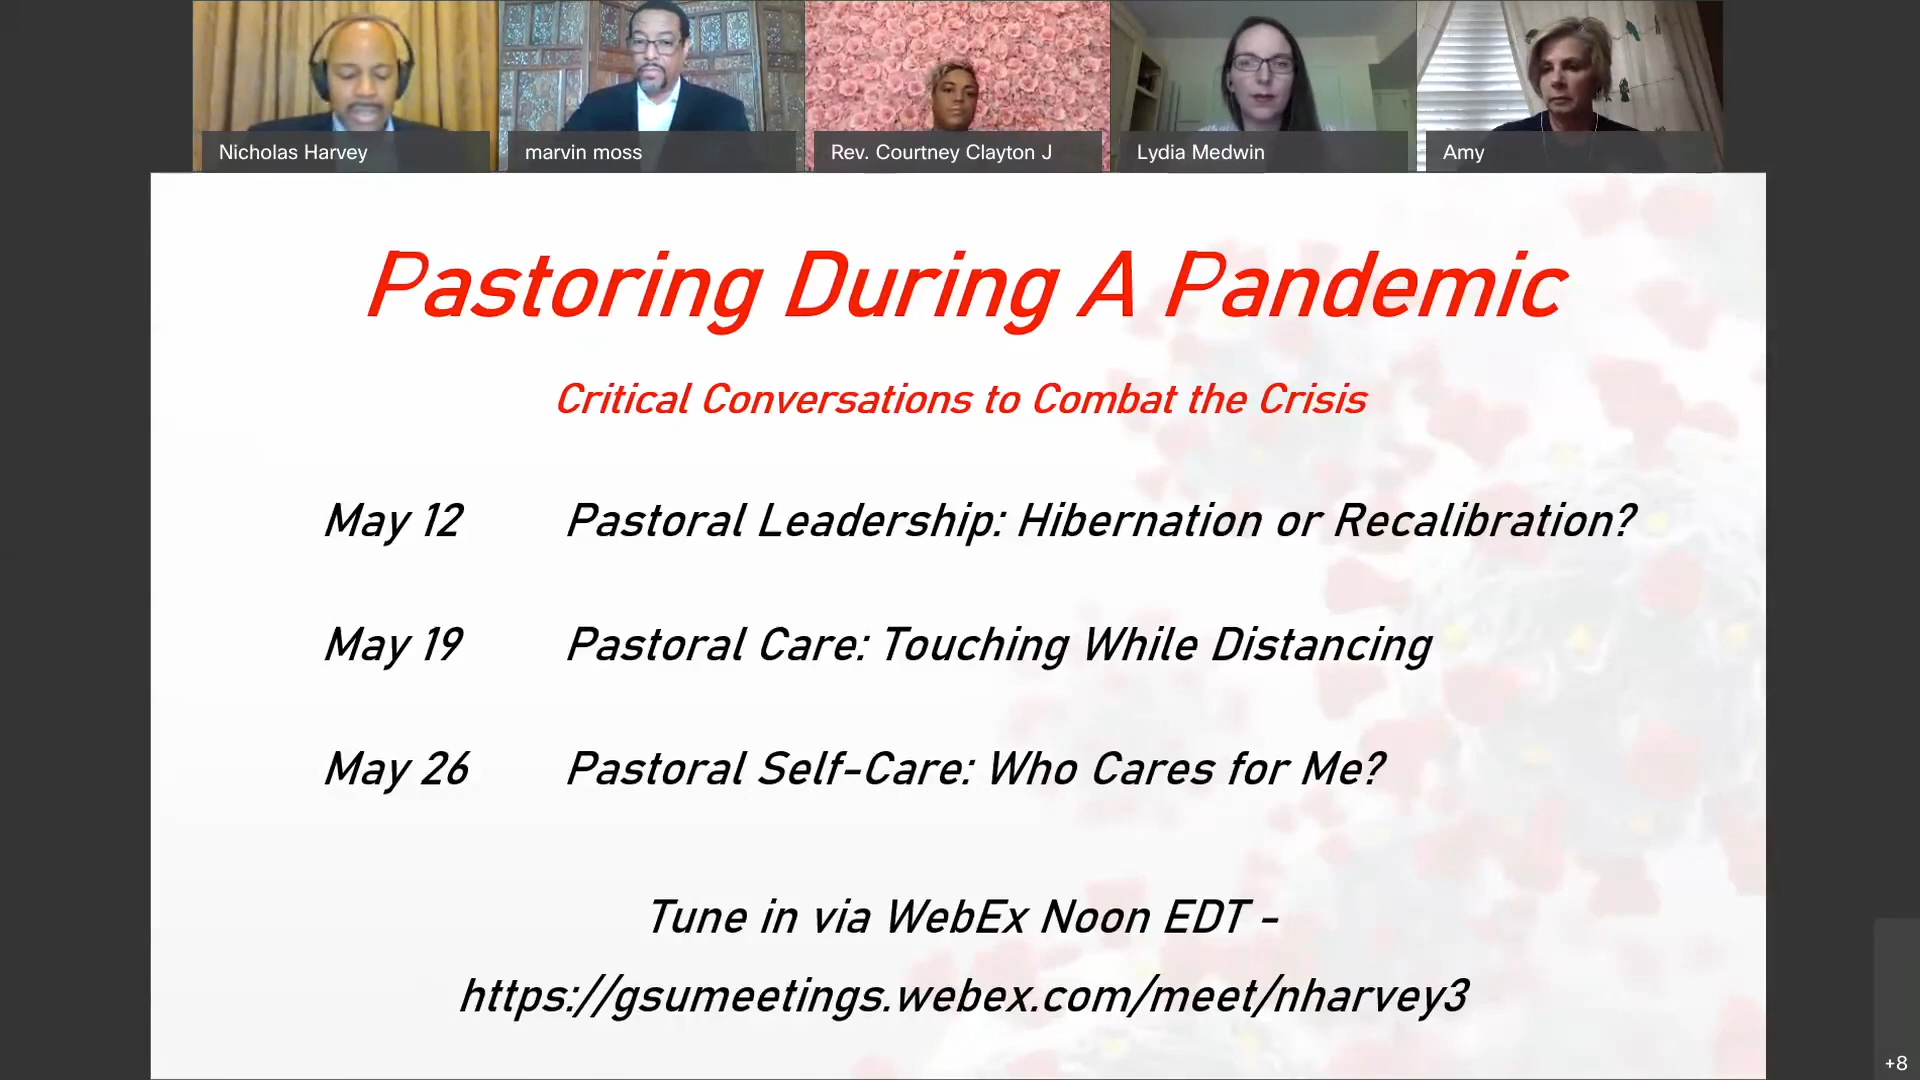 Nicholas Harvey
marvin moss
Rev. Courtney Clayton J
Lydia Medwin
Amy
Pastoring During A Pandemic
Critical Conversations to Combat the Crisis
May 12 Pastoral Leadership: Hibernation or Recalibration?
May 19 Pastoral Care: Touching While Distancing
May 26 Pastoral Self-Care: Who Cares for Me?
Tune in via WebEx Noon EDT -
https://gsumeetings.webex.com/meet/nharvey3
+8